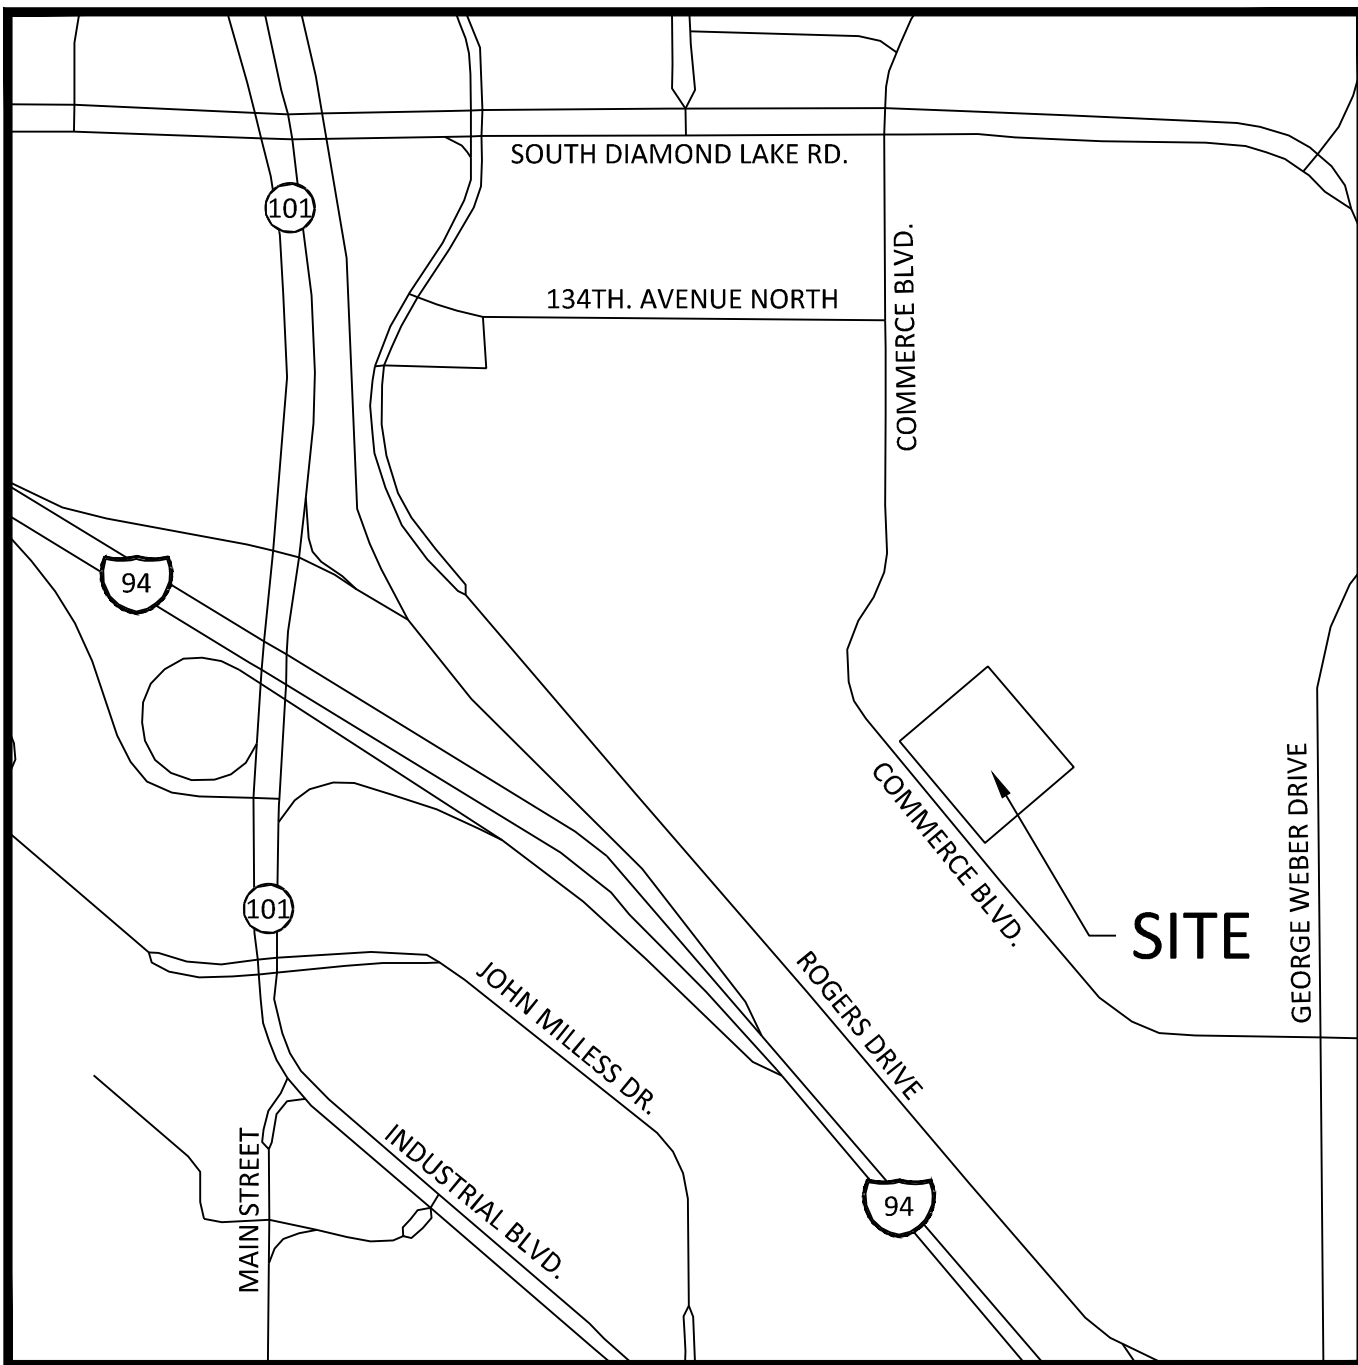 SOUTH DIAMOND LAKE RD.
101
COMMERCE BLVD.
134TH. AVENUE NORTH
94
COMMERCE BLVD.
GEORGE WEBER DRIVE
101
SITE
ROGERS DRIVE
JOHN MILLESS DR.
INDUSTRIAL BLVD.
MAIN STREET
94